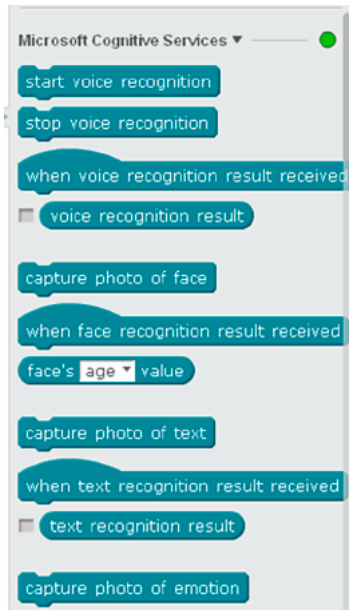 Microsoft Cognitive Services ▼
start voice recognition
stop voice recognition
when voice recognition result received
voice recognition result
capture photo of face
when face recognition result received
face's age ▼ value
capture photo of text
when text recognition result received
text recognition result
capture photo of emotion